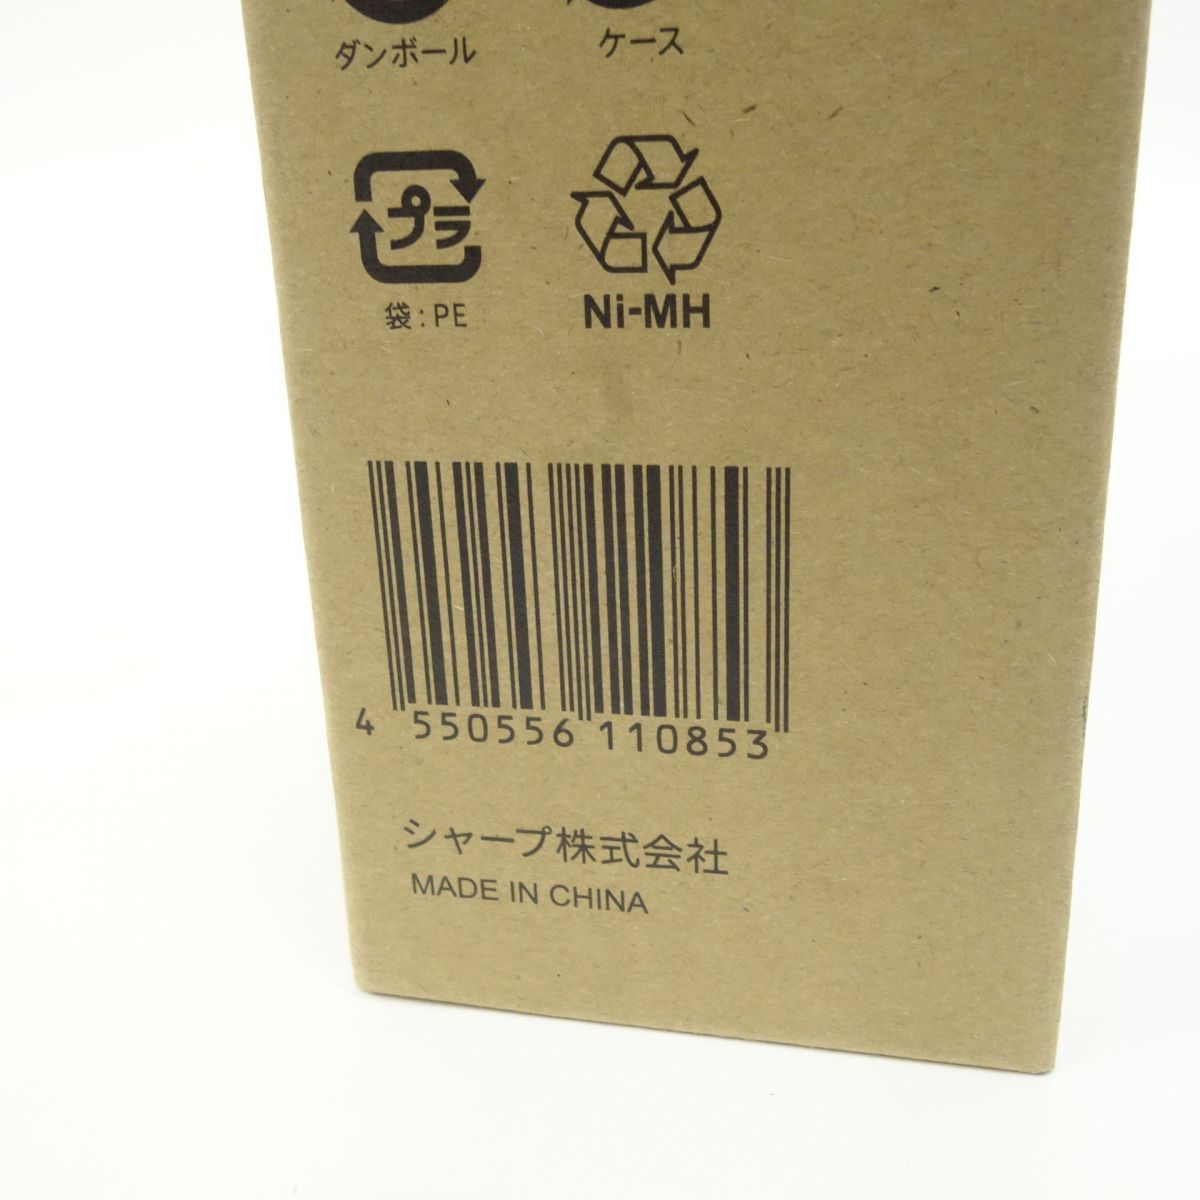 ダンボール ケース
プラ
袋:PE Ni-MH
4 550556 110853
シャープ株式会社
MADE IN CHINA